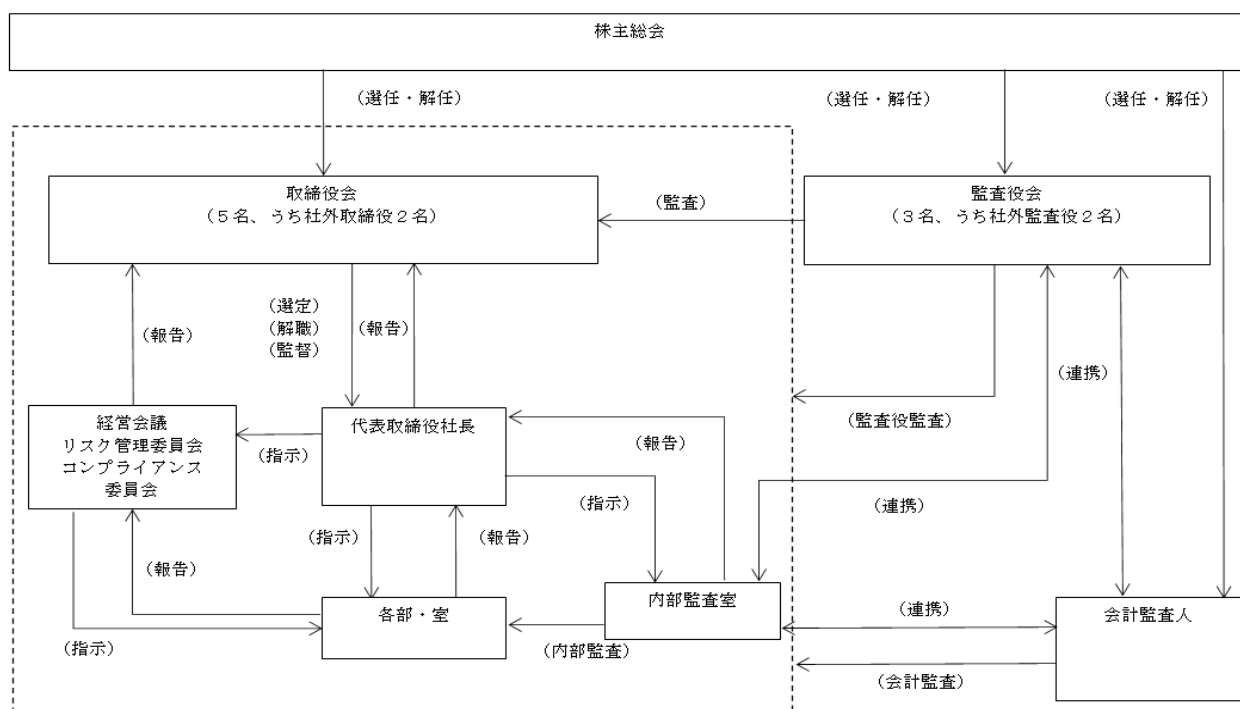 株主総会
（選任・解任）
（選任・解任）
（選任・解任）
取締役会
（５名、うち社外取締役２名）
（監査）
監査役会
（３名、うち社外監査役２名）
（報告）
（選定）
（解職）
（監督）
（報告）
（連携）
経営会議
リスク管理委員会
コンプライアンス
委員会
（指示）
代表取締役社長
（報告）
（監査役監査）
（指示）
（連携）
（指示）
（報告）
（報告）
各部・室
内部監査室
（連携）
会計監査人
（指示）
（内部監査）
（会計監査）